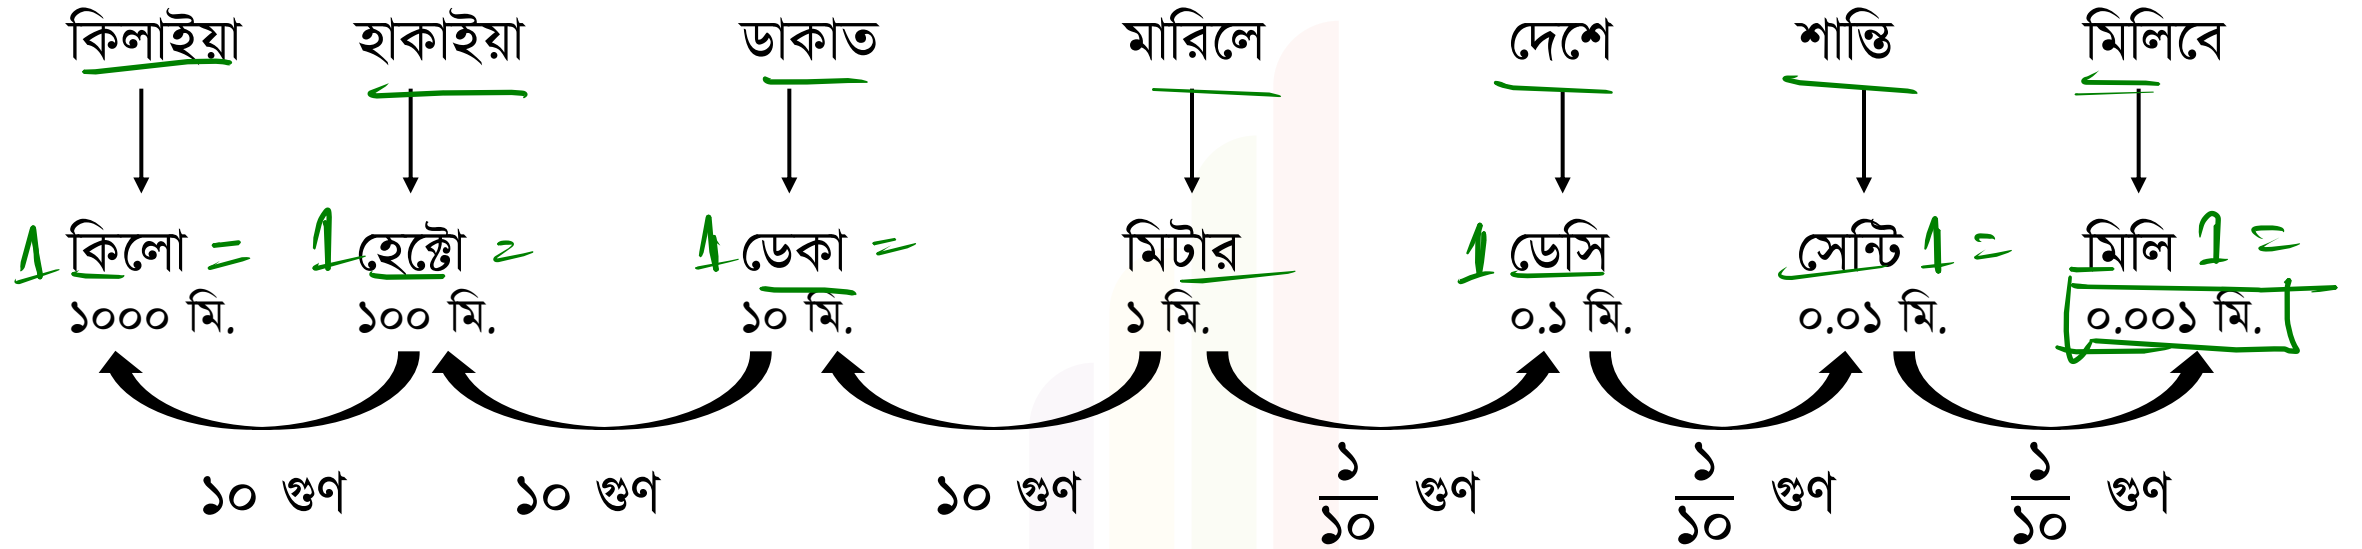 কিলাইয়া হাকাইয়া ডাকাত মারিলে দেশে শান্তি মিলিবে
1 কিলো = 1 হেক্টো = 1 ডেকা = মিটার 1 ডেসি সেন্টি 1 = মিলি 1 =
১০০০ মি. ১০০ মি. ১০ মি. ১ মি. ০.১ মি. ০.০১ মি. ০.০০১ মি.
১০ গুণ ১০ গুণ ১০ গুণ ১/১০ গুণ ১/১০ গুণ ১/১০ গুণ